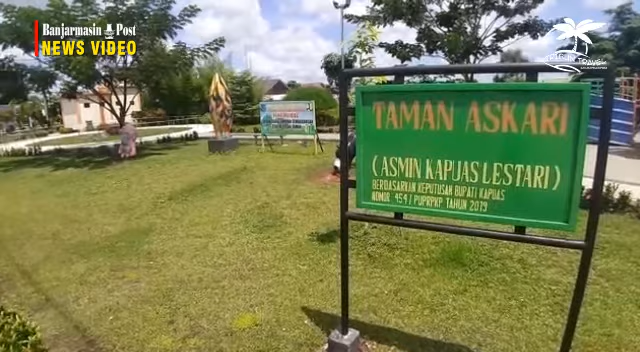 Banjarmasin Post
NEWS VIDEO
TAMAN ASKARI
(ASMIN KAPUAS LESTARI)
BERDASARKAN KEPUTUSAN BUPATI KAPUAS
NOMOR 454 / PUPRPKP TAHUN 2019